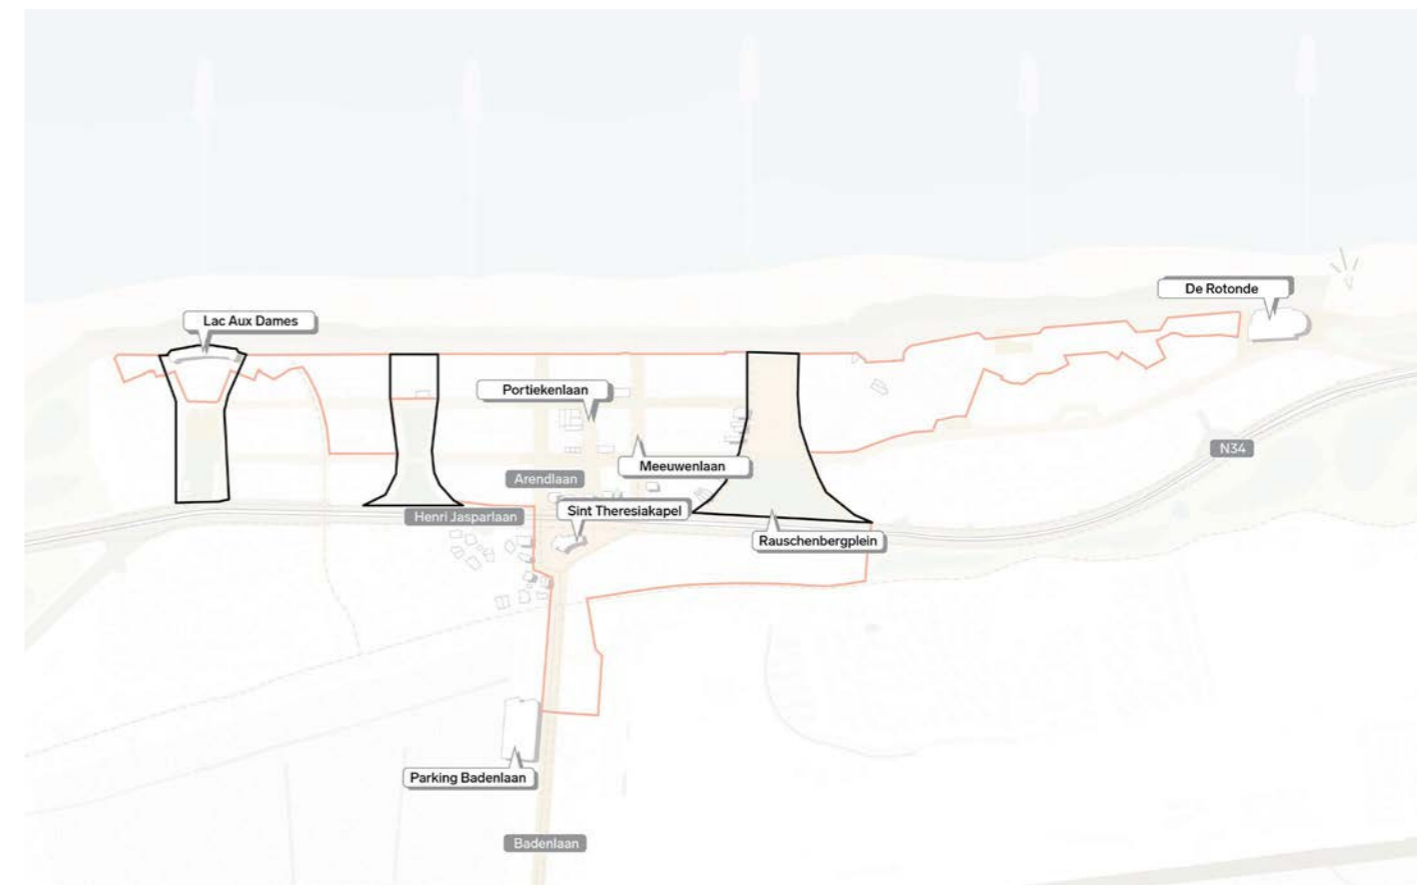 De Rotonde
Lac Aux Dames
Portiekenlaan
N34
Meeuwenlaan
Arendlaan
Sint Theresiakapel
Henri Jasparlaan
Rauschenbergplein
Parking Badenlaan
Badenlaan